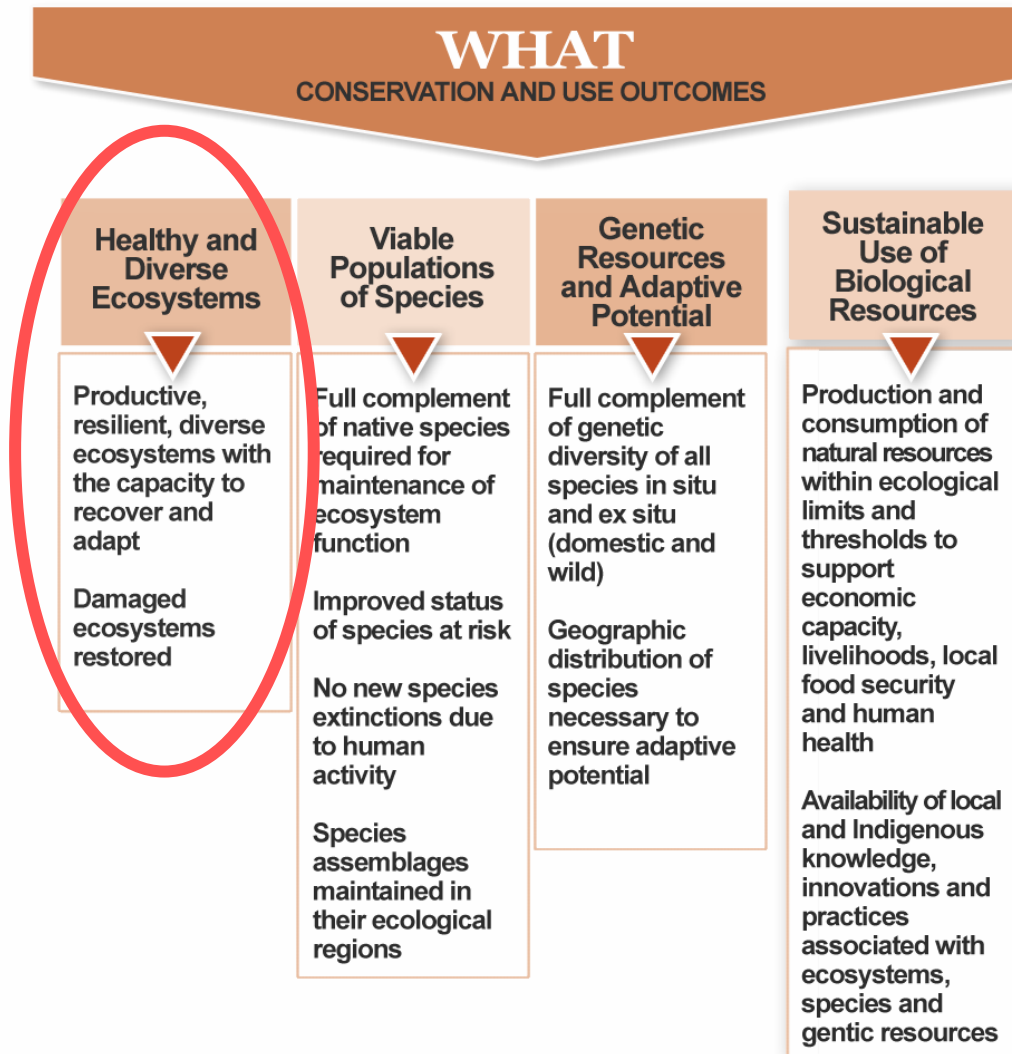 WHAT
CONSERVATION AND USE OUTCOMES
Healthy and
Diverse
Ecosystems
Productive,
resilient, diverse
ecosystems with
the capacity to
recover and
adapt
Damaged
ecosystems
restored
Viable
Populations
of Species
Full complement
of native species
required for
maintenance of
ecosystem
function
Improved status
of species at risk
No new species
extinctions due
to human
activity
Species
assemblages
maintained in
their ecological
regions
Genetic
Resources
and Adaptive
Potential
Full complement
of genetic
diversity of all
species in situ
and ex situ
(domestic and
wild)
Geographic
distribution of
species
necessary to
ensure adaptive
potential
Sustainable
Use of
Biological
Resources
Production and
consumption of
natural resources
within ecological
limits and
thresholds to
support
economic
capacity,
livelihoods, local
food security
and human
health
Availability of local
and Indigenous
knowledge,
innovations and
practices
associated with
ecosystems,
species and
gentic resources